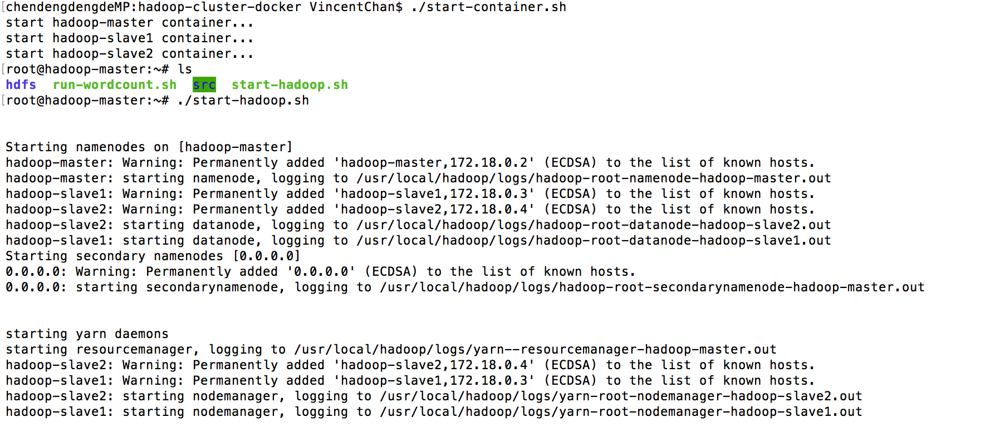 [chendengdengdeMP:hadoop-cluster-docker VincentChan$ ./start-container.sh
start hadoop-master container...
start hadoop-slave1 container...
start hadoop-slave2 container...
[root@hadoop-master:~# ls
hdfs  run-wordcount.sh  src  start-hadoop.sh
[root@hadoop-master:~# ./start-hadoop.sh
Starting namenodes on [hadoop-master]
hadoop-master: Warning: Permanently added 'hadoop-master,172.18.0.2' (ECDSA) to the list of known hosts.
hadoop-master: starting namenode, logging to /usr/local/hadoop/logs/hadoop-root-namenode-hadoop-master.out
hadoop-slave1: Warning: Permanently added 'hadoop-slave1,172.18.0.3' (ECDSA) to the list of known hosts.
hadoop-slave2: Warning: Permanently added 'hadoop-slave2,172.18.0.4' (ECDSA) to the list of known hosts.
hadoop-slave2: starting datanode, logging to /usr/local/hadoop/logs/hadoop-root-datanode-hadoop-slave2.out
hadoop-slave1: starting datanode, logging to /usr/local/hadoop/logs/hadoop-root-datanode-hadoop-slave1.out
Starting secondary namenodes [0.0.0.0]
0.0.0.0: Warning: Permanently added '0.0.0.0' (ECDSA) to the list of known hosts.
0.0.0.0: starting secondarynamenode, logging to /usr/local/hadoop/logs/hadoop-root-secondarynamenode-hadoop-master.out
starting yarn daemons
starting resourcemanager, logging to /usr/local/hadoop/logs/yarn--resourcemanager-hadoop-master.out
hadoop-slave2: Warning: Permanently added 'hadoop-slave2,172.18.0.4' (ECDSA) to the list of known hosts.
hadoop-slave1: Warning: Permanently added 'hadoop-slave1,172.18.0.3' (ECDSA) to the list of known hosts.
hadoop-slave2: starting nodemanager, logging to /usr/local/hadoop/logs/yarn-root-nodemanager-hadoop-slave2.out
hadoop-slave1: starting nodemanager, logging to /usr/local/hadoop/logs/yarn-root-nodemanager-hadoop-slave1.out